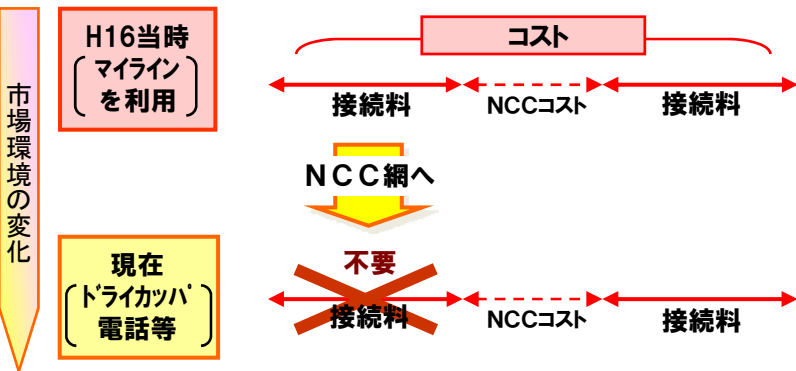 市場環境の変化
H16当時
マイライン
を利用
コスト
接続料
NCCコスト
接続料
NCC網へ
現在
ドライカッパ
電話等
不要
接続料
NCCコスト
接続料